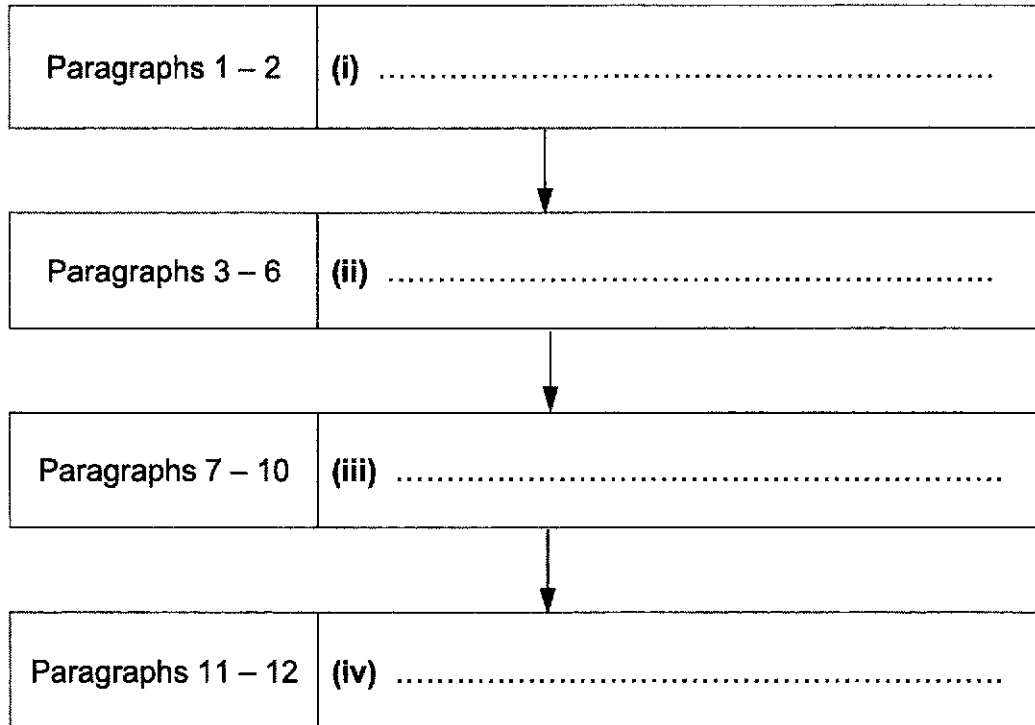 Paragraphs 1 – 2 (i) ..................................................................
Paragraphs 3 – 6 (ii) .................................................................
Paragraphs 7 – 10 (iii) .................................................................
Paragraphs 11 – 12 (iv) .................................................................